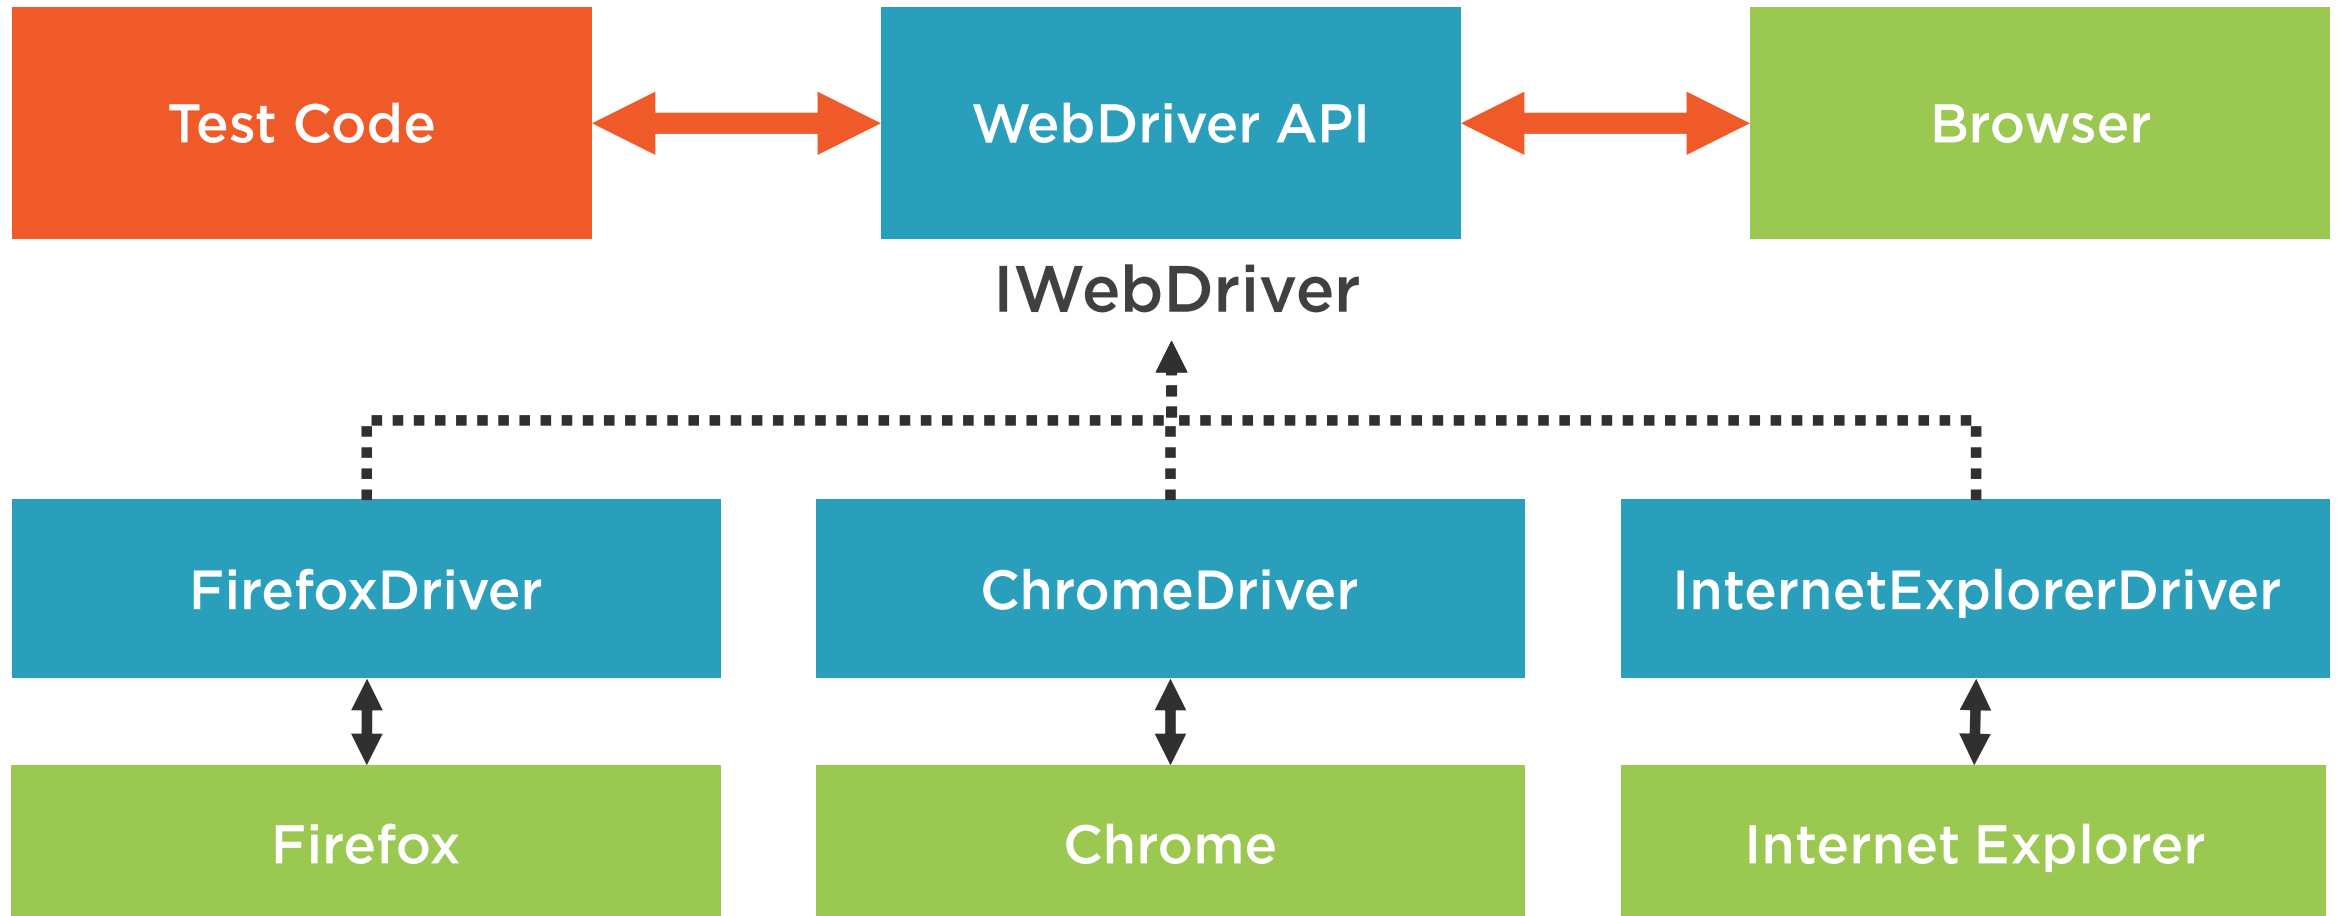 Test Code
WebDriver API
Browser
IWebDriver
FirefoxDriver
ChromeDriver
InternetExplorerDriver
Firefox
Chrome
Internet Explorer